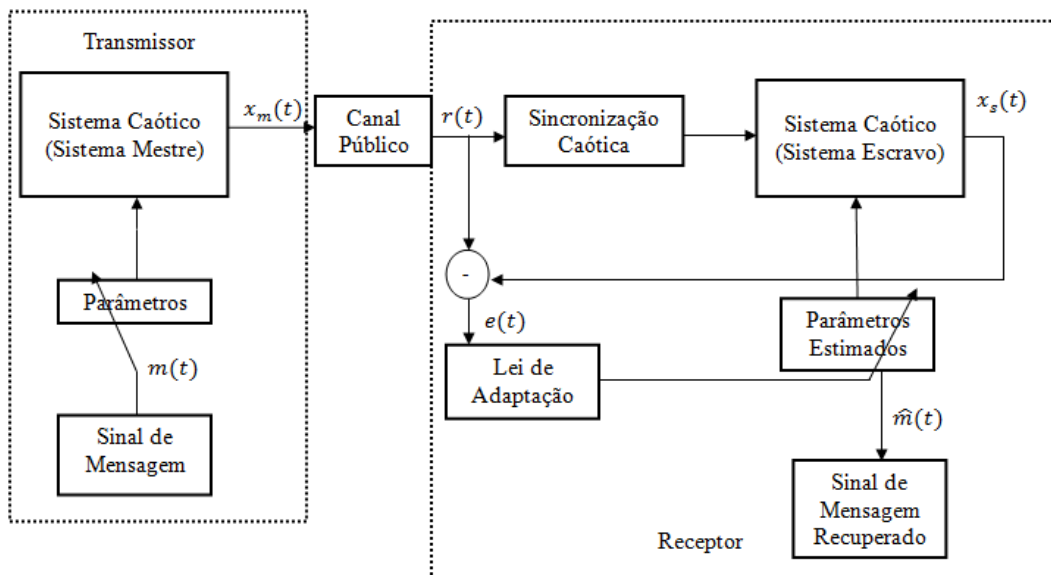 Transmissor
Sistema Caótico
(Sistema Mestre)
x_m(t)
Parâmetros
m(t)
Sinal de
Mensagem
Canal
Público
r(t)
Sincronização
Caótica
Sistema Caótico
(Sistema Escravo)
x_s(t)
-
e(t)
Lei de
Adaptação
Parâmetros
Estimados
m̂(t)
Sinal de
Mensagem
Recuperado
Receptor